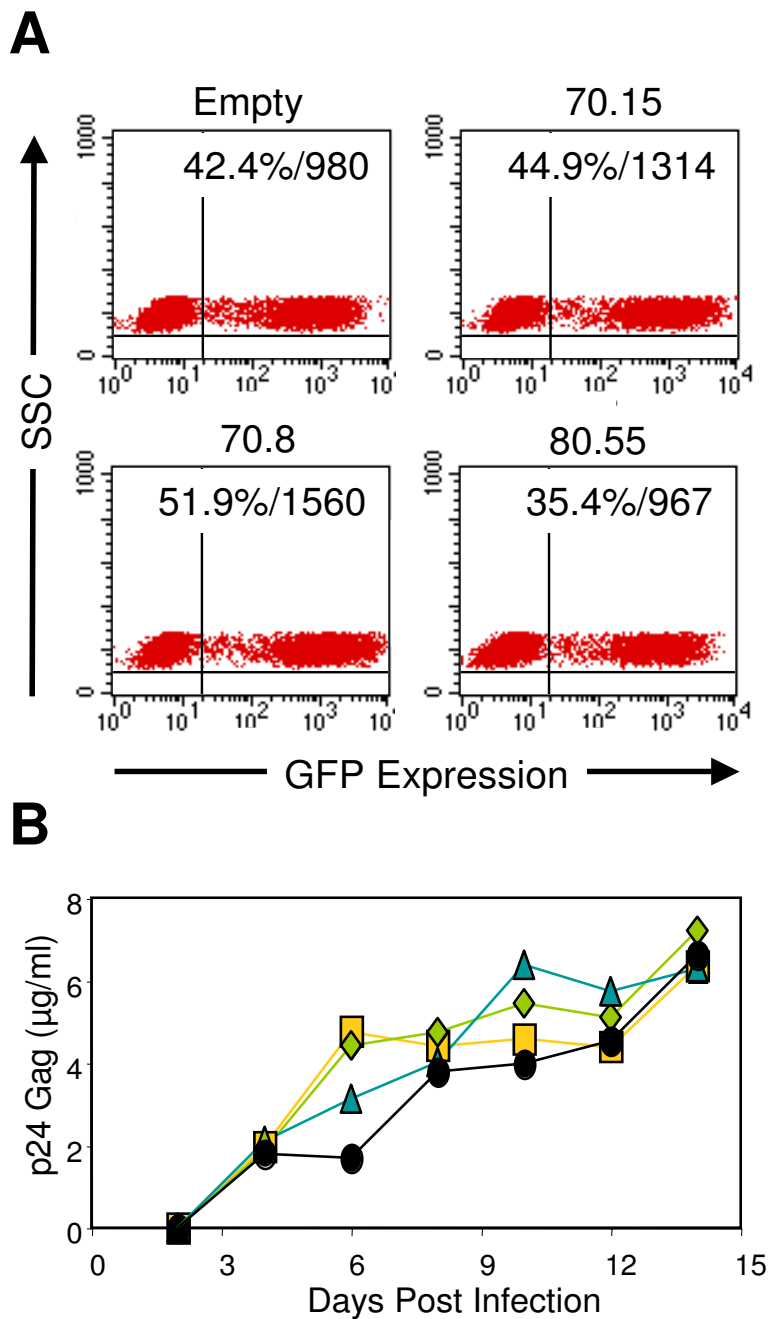 A
Empty
70.15
1000
42.4%/980
1000
44.9%/1314
0
0
10⁰ 10¹ 10² 10³ 10⁴
10⁰ 10¹ 10² 10³ 10⁴
SSC
70.8
80.55
1000
51.9%/1560
1000
35.4%/967
0
0
10⁰ 10¹ 10² 10³ 10⁴
10⁰ 10¹ 10² 10³ 10⁴
GFP Expression
B
p24 Gag (µg/ml)
8
6
4
2
0
0 3 6 9 12 15
Days Post Infection